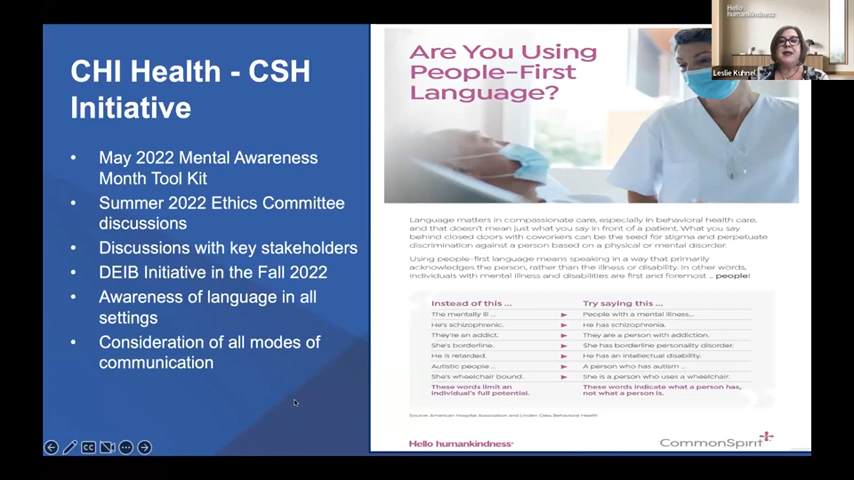 CHI Health - CSH
Initiative
• May 2022 Mental Awareness
Month Tool Kit
• Summer 2022 Ethics Committee
discussions
• Discussions with key stakeholders
• DEIB Initiative in the Fall 2022
• Awareness of language in all
settings
• Consideration of all modes of
communication
CC
Are You Using
People-First
Language?
Language matters in compassionate care, especially in behavioral health care,
and that doesn't mean just what you say in front of a patient. What you say
behind closed doors with coworkers can be the seed for stigma and perpetuate
discrimination against a person based on a physical or mental disorder.
Using people-first language means speaking in a way that primarily
acknowledges the person, rather than the illness or disability. In other words,
individuals with mental illness and disabilities are first and foremost ... people!
Instead of this ... Try saying this ...
The mentally ill ... People with a mental illness...
He's schizophrenic. He has schizophrenia.
They're an addict. They are a person with addiction.
She's borderline. She has borderline personality disorder.
He is retarded. He has an intellectual disability.
Autistic people ... A person who has autism ...
She's wheelchair bound. She is a person who uses a wheelchair.
These words limit an These words indicate what a person has,
individual's full potential. not what a person is.
Source: American Hospital Association and Linden Oaks Behavioral Health
Hello humankindness®
CommonSpirit
Hello
humankindness®
Leslie Kuhnel